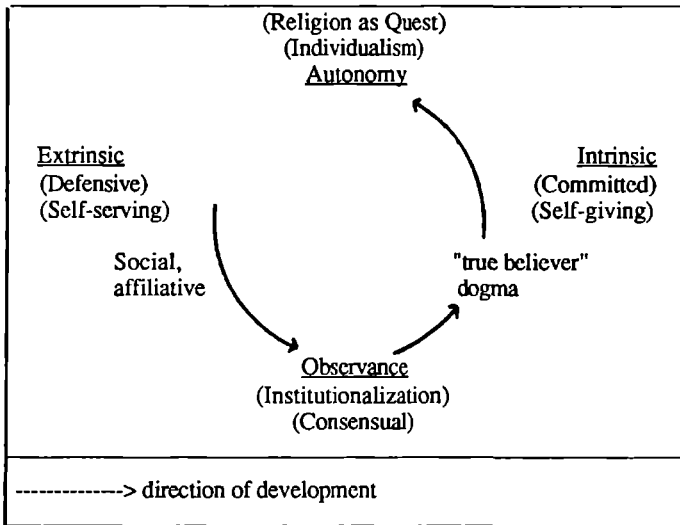 (Religion as Quest)
(Individualism)
Autonomy
Extrinsic
(Defensive)
(Self-serving)
Intrinsic
(Committed)
(Self-giving)
Social,
affiliative
"true believer"
dogma
Observance
(Institutionalization)
(Consensual)
--------------> direction of development